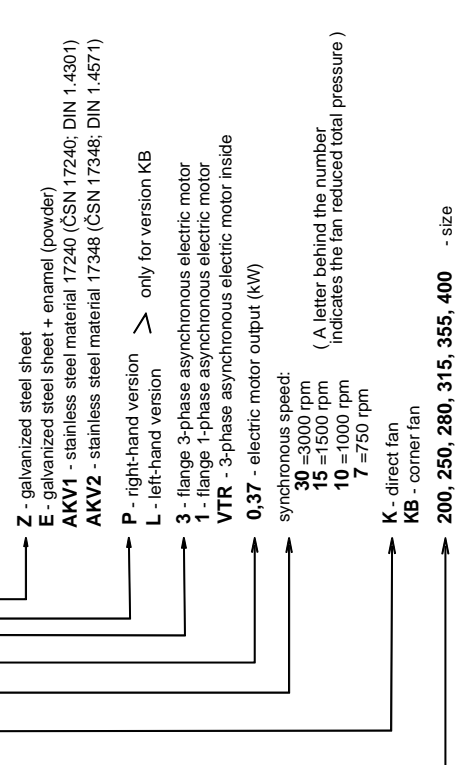 Z - galvanized steel sheet
E - galvanized steel sheet + enamel (powder)
AKV1 - stainless steel material 17240 (ČSN 17240; DIN 1.4301)
AKV2 - stainless steel material 17348 (ČSN 17348; DIN 1.4571)
P - right-hand version
L - left-hand version > only for version KB
3 - flange 3-phase asynchronous electric motor
1 - flange 1-phase asynchronous electric motor
VTR - 3-phase asynchronous electric motor inside
0,37 - electric motor output (kW)
synchronous speed:
30 =3000 rpm
15 =1500 rpm ( A letter behind the number
10 =1000 rpm indicates the fan reduced total pressure )
7 =750 rpm
K - direct fan
KB - corner fan
200, 250, 280, 315, 355, 400 - size